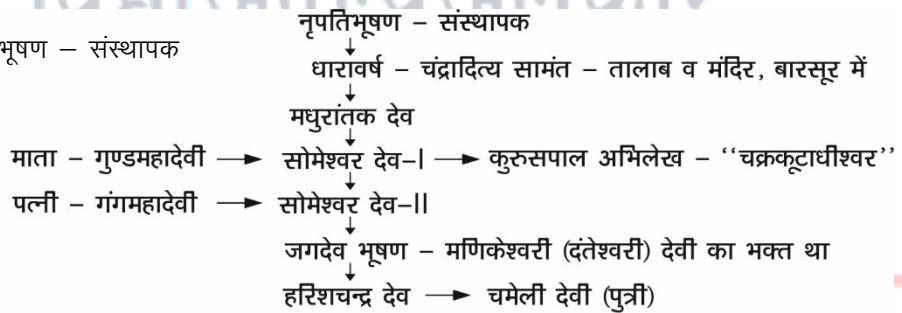 नृपतिभूषण – संस्थापक
भूषण – संस्थापक
धारावर्ष – चंद्रादित्य सामंत – तालाब व मंदिर, बारसूर में
मधुरांतक देव
माता – गुण्डमहादेवी → सोमेश्वर देव–I → कुरुसपाल अभिलेख – ‘‘चक्रकूटाधीश्वर’’
पत्नी – गंगमहादेवी → सोमेश्वर देव–II
जगदेव भूषण – मणिकेश्वरी (दंतेश्वरी) देवी का भक्त था
हरिशचन्द्र देव → चमेली देवी (पुत्री)